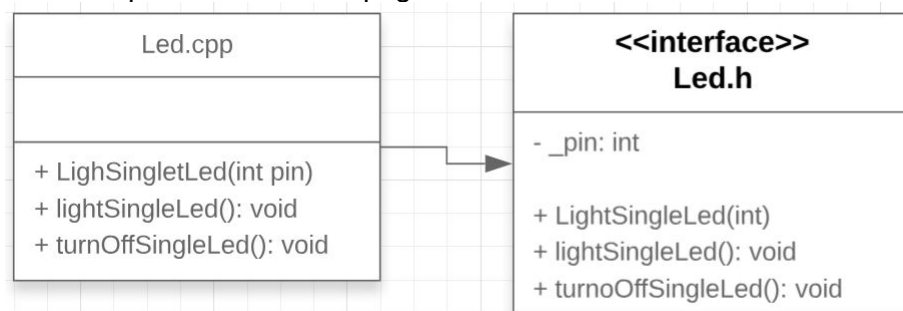 Led.cpp
+ LighSingletLed(int pin)
+ lightSingleLed(): void
+ turnOffSingleLed(): void
<<interface>>
Led.h
- _pin: int
+ LightSingleLed(int)
+ lightSingleLed(): void
+ turnoOffSingleLed(): void